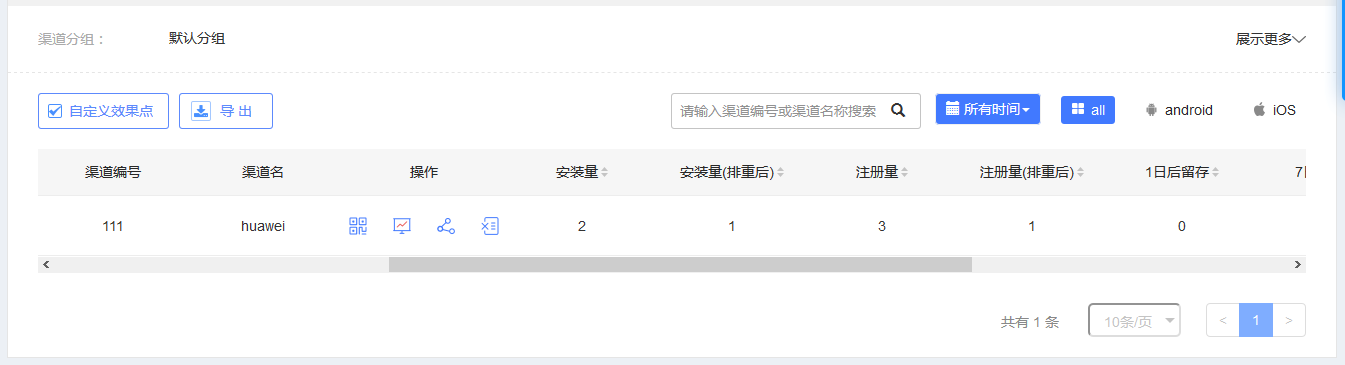 渠道分组： 默认分组 展示更多
自定义效果点 导 出 请输入渠道编号或渠道名称搜索 所有时间 all android iOS
渠道编号 渠道名 操作 安装量 安装量(排重后) 注册量 注册量(排重后) 1日后留存 7
111 huawei 2 1 3 1 0
共有 1 条 10条/页 < 1 >